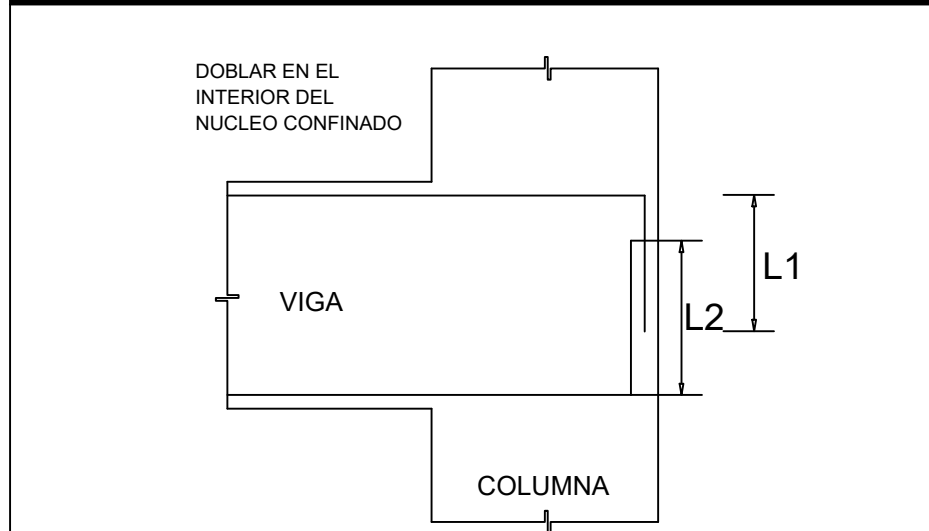 DOBLAR EN EL
INTERIOR DEL
NUCLEO CONFINADO
L1
VIGA
L2
COLUMNA